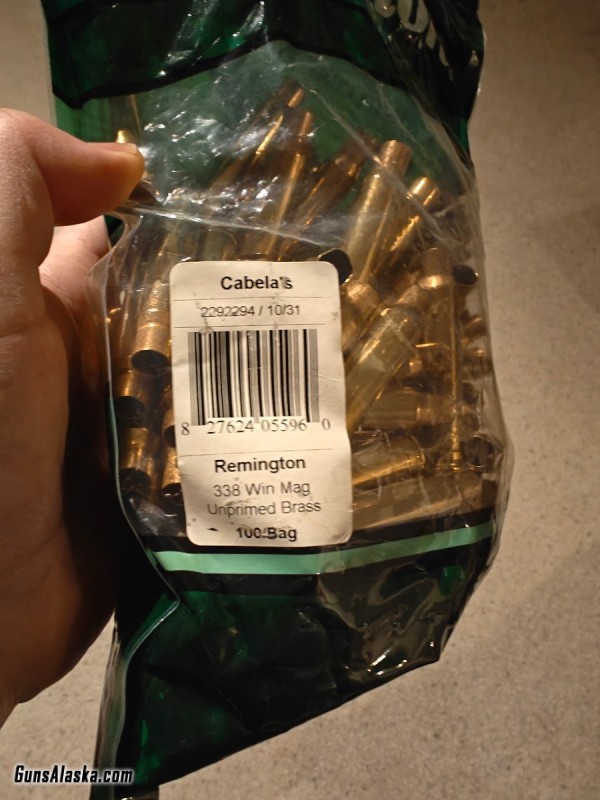 Cabela's
2292294 / 10/31
8 27624 05596 0
Remington
338 Win Mag
Unprimed Brass
100/Bag
GunsAlaska.com